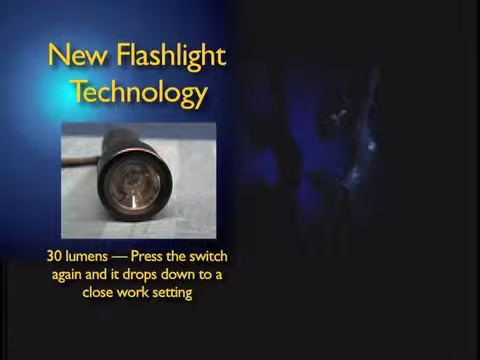 New Flashlight
Technology
30 lumens — Press the switch
again and it drops down to a
close work setting